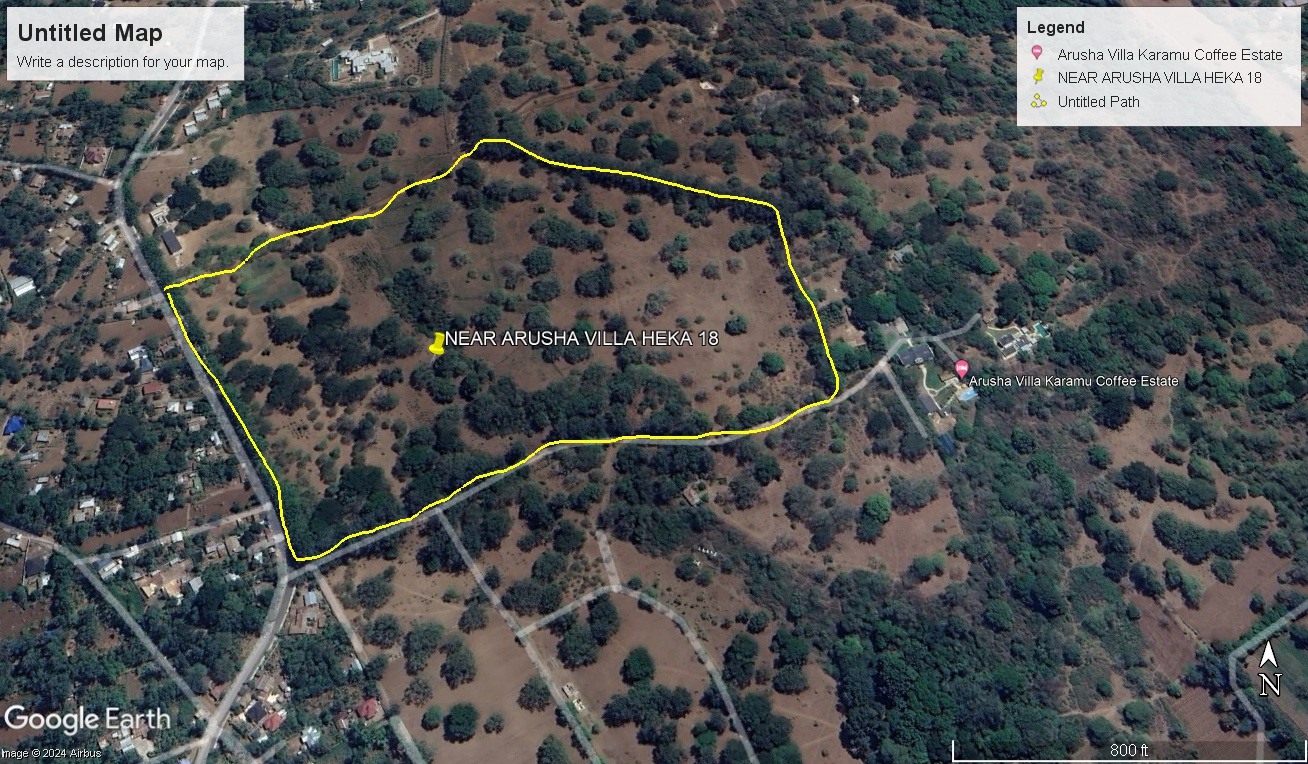 Untitled Map
Write a description for your map.
Legend
Arusha Villa Karamu Coffee Estate
NEAR ARUSHA VILLA HEKA 18
Untitled Path
NEAR ARUSHA VILLA HEKA 18
Arusha Villa Karamu Coffee Estate
N
Google Earth
Image © 2024 Airbus
800 ft